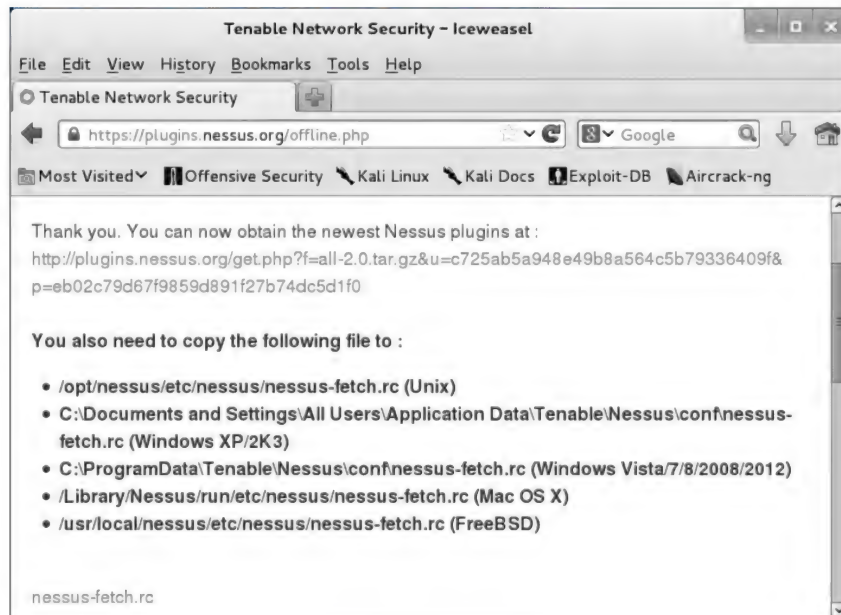 Tenable Network Security - Iceweasel
File Edit View History Bookmarks Tools Help
Tenable Network Security
https://plugins.nessus.org/offline.php
Google
Most Visited Offensive Security Kali Linux Kali Docs Exploit-DB Aircrack-ng
Thank you. You can now obtain the newest Nessus plugins at :
http://plugins.nessus.org/get.php?f=all-2.0.tar.gz&u=c725ab5a948e49b8a564c5b79336409f&
p=eb02c79d67f9859d891f27b74dc5d1f0
You also need to copy the following file to :
• /opt/nessus/etc/nessus/nessus-fetch.rc (Unix)
• C:\Documents and Settings\All Users\Application Data\Tenable\Nessus\conf\nessus-
fetch.rc (Windows XP/2K3)
• C:\ProgramData\Tenable\Nessus\conf\nessus-fetch.rc (Windows Vista/7/8/2008/2012)
• /Library/Nessus/run/etc/nessus/nessus-fetch.rc (Mac OS X)
• /usr/local/nessus/etc/nessus/nessus-fetch.rc (FreeBSD)
nessus-fetch.rc